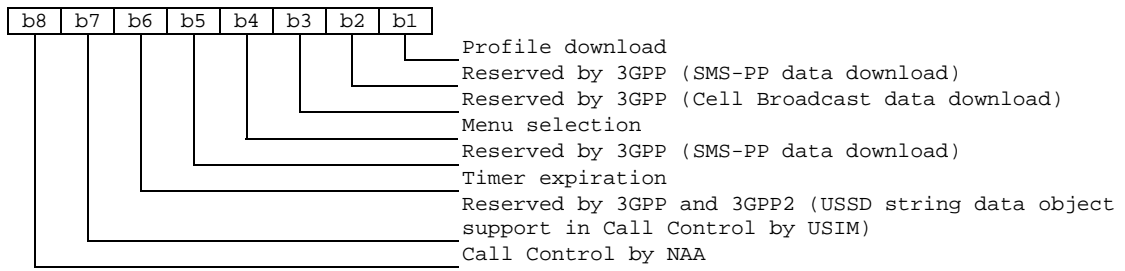 b8 b7 b6 b5 b4 b3 b2 b1
Profile download
Reserved by 3GPP (SMS-PP data download)
Reserved by 3GPP (Cell Broadcast data download)
Menu selection
Reserved by 3GPP (SMS-PP data download)
Timer expiration
Reserved by 3GPP and 3GPP2 (USSD string data object
support in Call Control by USIM)
Call Control by NAA